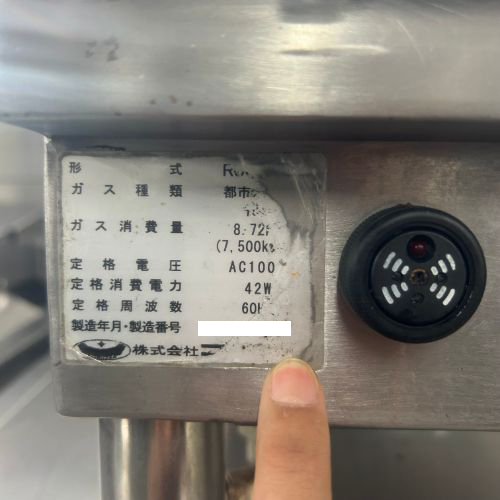 形 式
ガス種類 都市
ガス消費量 8.72
(7,500k
定格電圧 AC100
定格消費電力 42W
定格周波数 60
製造年月・製造番号
株式会社